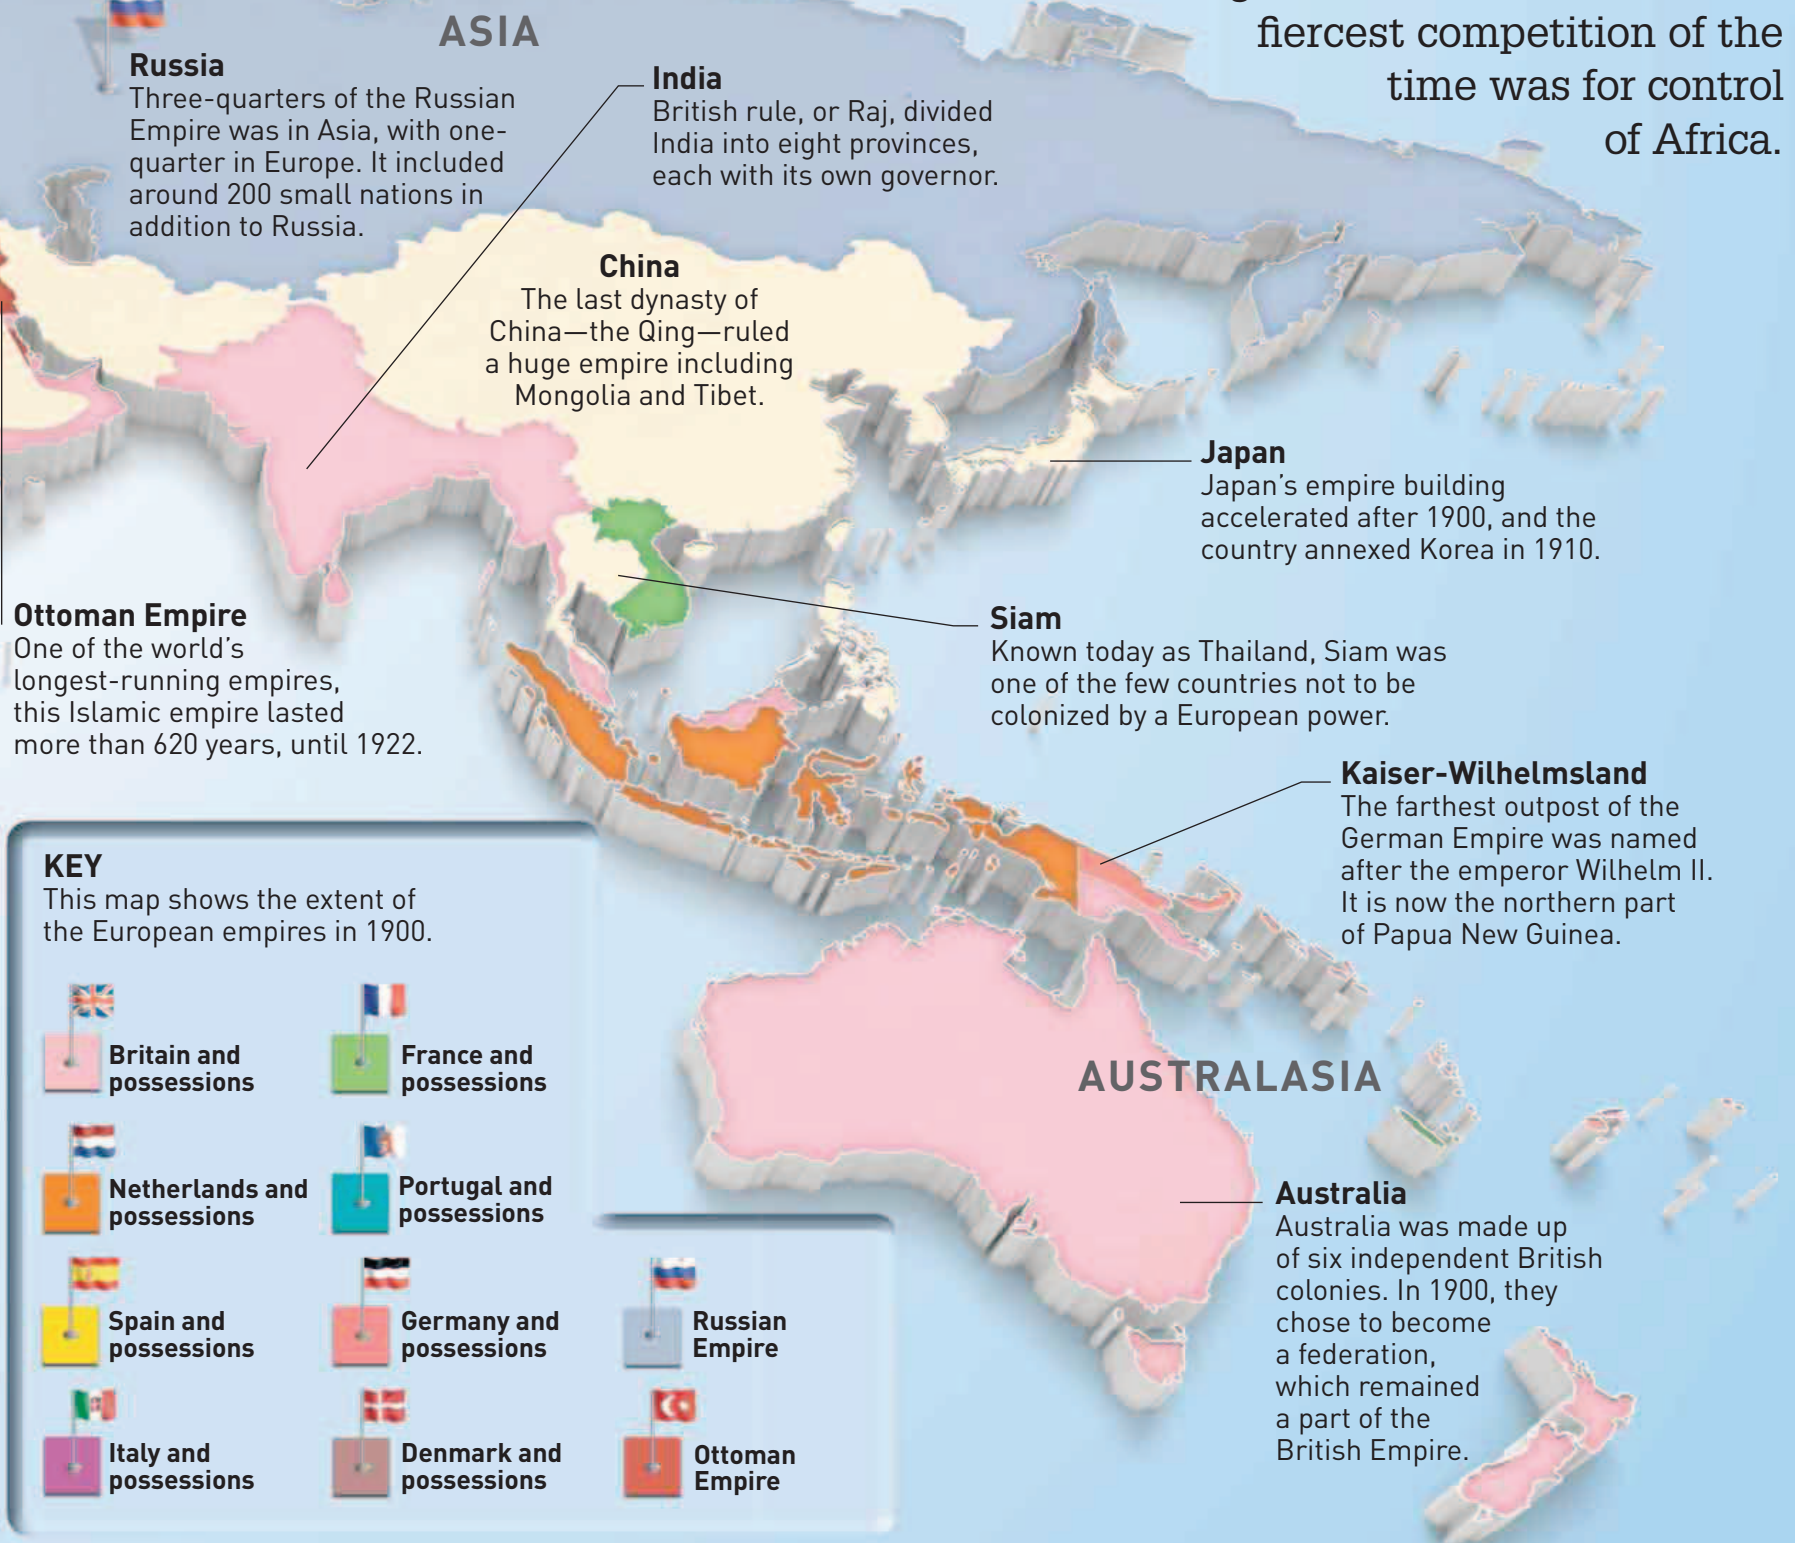 fiercest competition of the
time was for control
of Africa.
ASIA
Russia
Three-quarters of the Russian
Empire was in Asia, with one-
quarter in Europe. It included
around 200 small nations in
addition to Russia.
India
British rule, or Raj, divided
India into eight provinces,
each with its own governor.
China
The last dynasty of
China—the Qing—ruled
a huge empire including
Mongolia and Tibet.
Japan
Japan's empire building
accelerated after 1900, and the
country annexed Korea in 1910.
Ottoman Empire
One of the world's
longest-running empires,
this Islamic empire lasted
more than 620 years, until 1922.
Siam
Known today as Thailand, Siam was
one of the few countries not to be
colonized by a European power.
Kaiser-Wilhelmsland
The farthest outpost of the
German Empire was named
after the emperor Wilhelm II.
It is now the northern part
of Papua New Guinea.
AUSTRALASIA
Australia
Australia was made up
of six independent British
colonies. In 1900, they
chose to become
a federation,
which remained
a part of the
British Empire.
KEY
This map shows the extent of
the European empires in 1900.
Britain and
possessions
France and
possessions
Netherlands and
possessions
Portugal and
possessions
Spain and
possessions
Germany and
possessions
Russian
Empire
Italy and
possessions
Denmark and
possessions
Ottoman
Empire